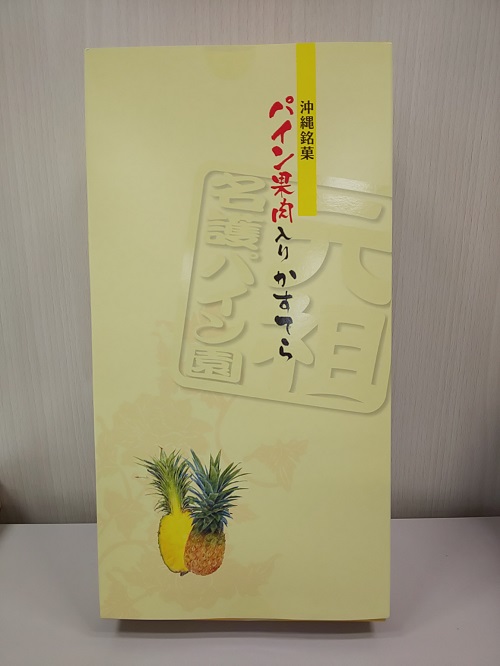 沖縄銘菓
パイン果肉入りかすてら
元祖
名護パイン園